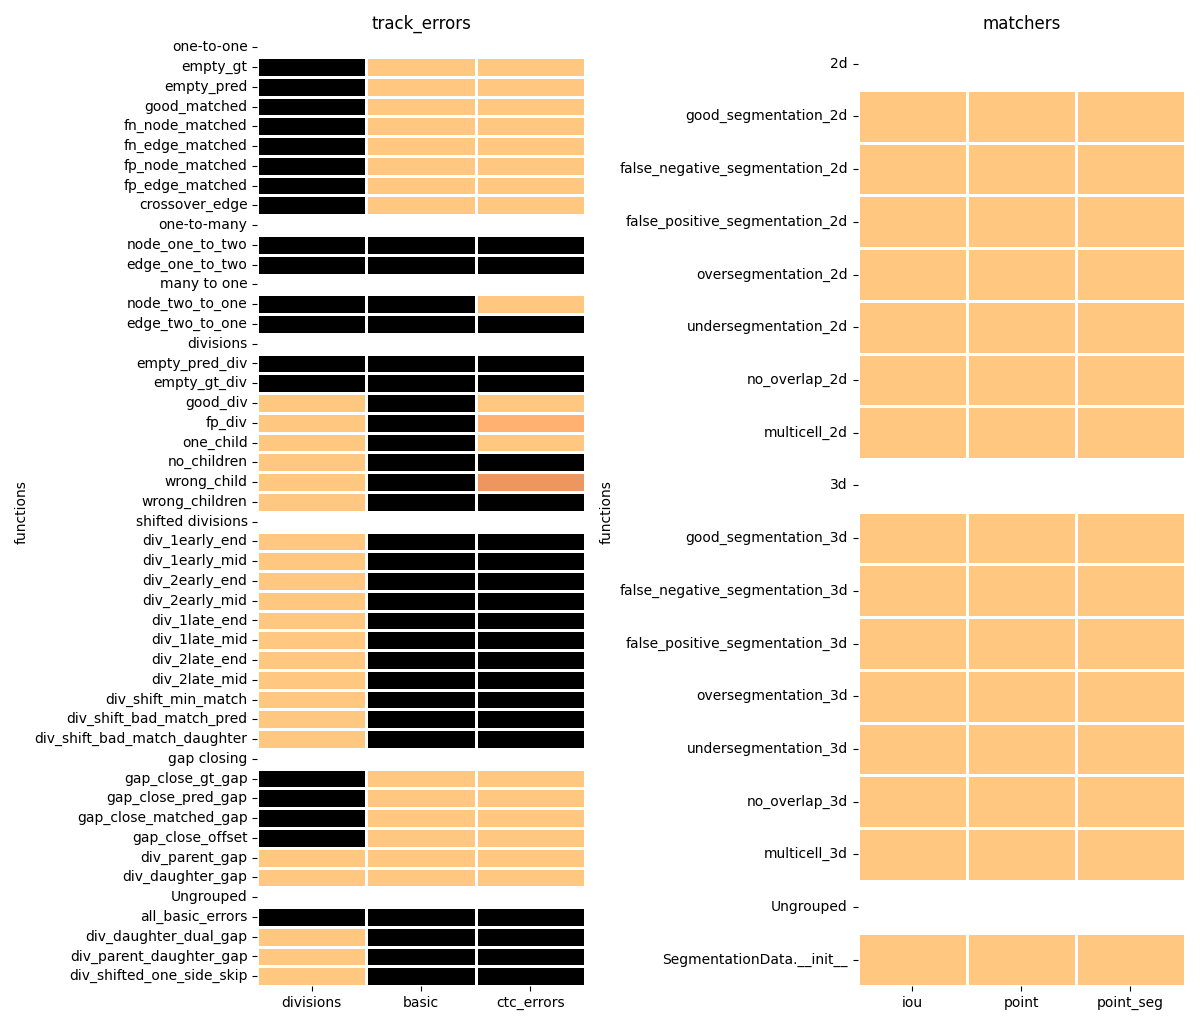 track_errors
one-to-one
empty_gt
empty_pred
good_matched
fn_node_matched
fn_edge_matched
fp_node_matched
fp_edge_matched
crossover_edge
one-to-many
node_one_to_two
edge_one_to_two
many to one
node_two_to_one
edge_two_to_one
divisions
empty_pred_div
empty_gt_div
good_div
fp_div
one_child
no_children
wrong_child
wrong_children
shifted divisions
div_1early_end
div_1early_mid
div_2early_end
div_2early_mid
div_1late_end
div_1late_mid
div_2late_end
div_2late_mid
div_shift_min_match
div_shift_bad_match_pred
div_shift_bad_match_daughter
gap closing
gap_close_gt_gap
gap_close_pred_gap
gap_close_matched_gap
gap_close_offset
div_parent_gap
div_daughter_gap
Ungrouped
all_basic_errors
div_daughter_dual_gap
div_parent_daughter_gap
div_shifted_one_side_skip
functions
divisions basic ctc_errors
matchers
2d
good_segmentation_2d
false_negative_segmentation_2d
false_positive_segmentation_2d
oversegmentation_2d
undersegmentation_2d
no_overlap_2d
multicell_2d
3d
good_segmentation_3d
false_negative_segmentation_3d
false_positive_segmentation_3d
oversegmentation_3d
undersegmentation_3d
no_overlap_3d
multicell_3d
Ungrouped
SegmentationData.__init__
functions
iou point point_seg